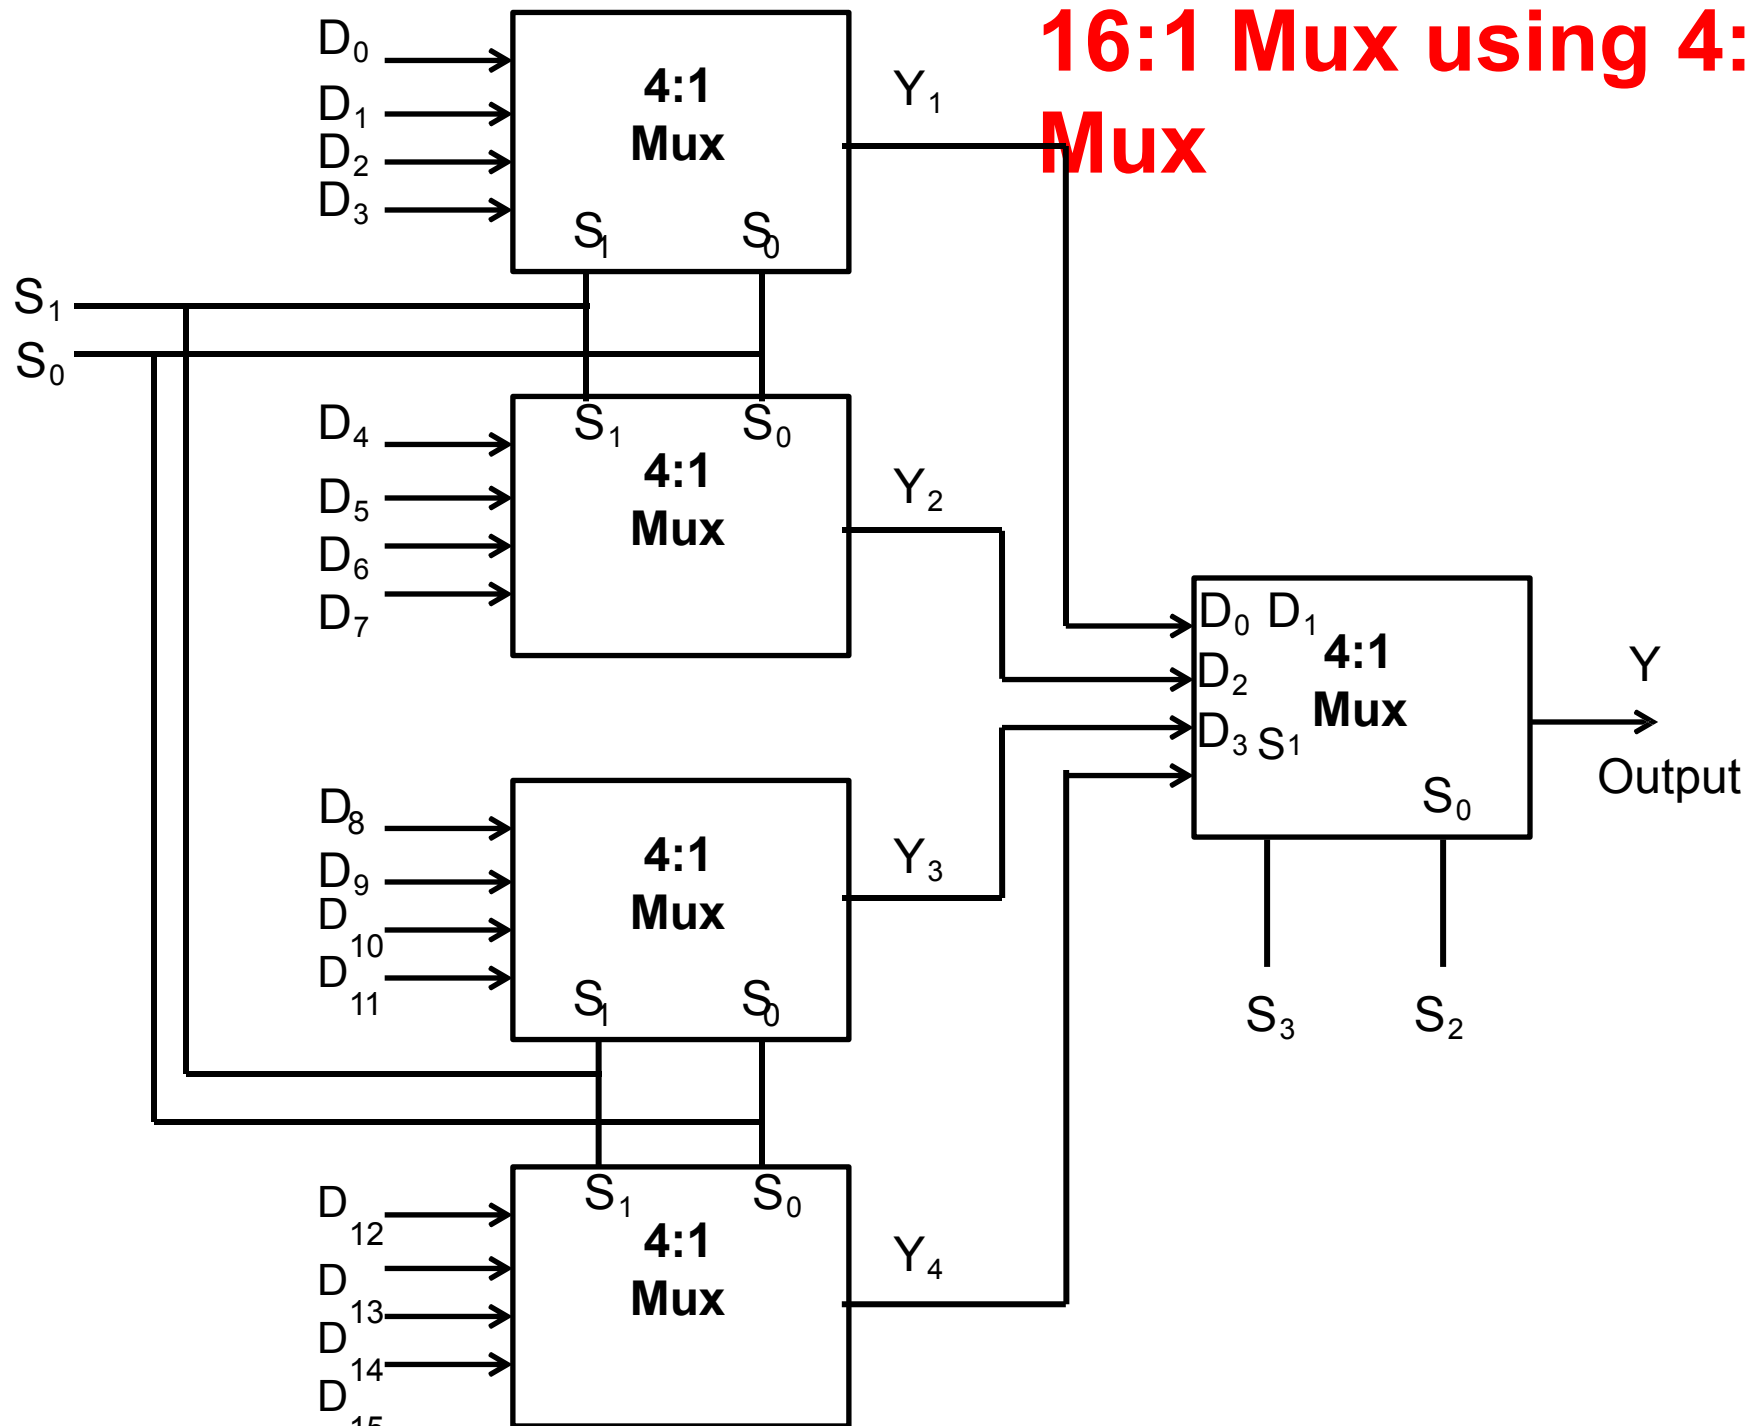 16:1 Mux using 4:
Mux
D0
D1
D2
D3
4:1
Mux
S1 S0
Y1
S1
S0
D4
D5
D6
D7
S1 S0
4:1
Mux
Y2
D8
D9
D10
D11
4:1
Mux
S1 S0
Y3
D12
D13
D14
D15
S1 S0
4:1
Mux
Y4
D0 D1
D2
D3 S1
4:1
Mux
S0
S3 S2
Y
Output